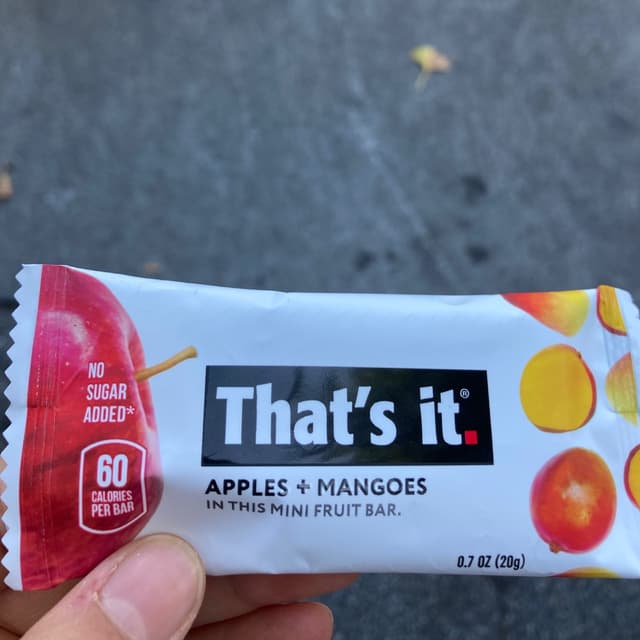 NO
SUGAR
ADDED*
60
CALORIES
PER BAR
That's it.®
APPLES + MANGOES
IN THIS MINI FRUIT BAR.
0.7 OZ (20g)